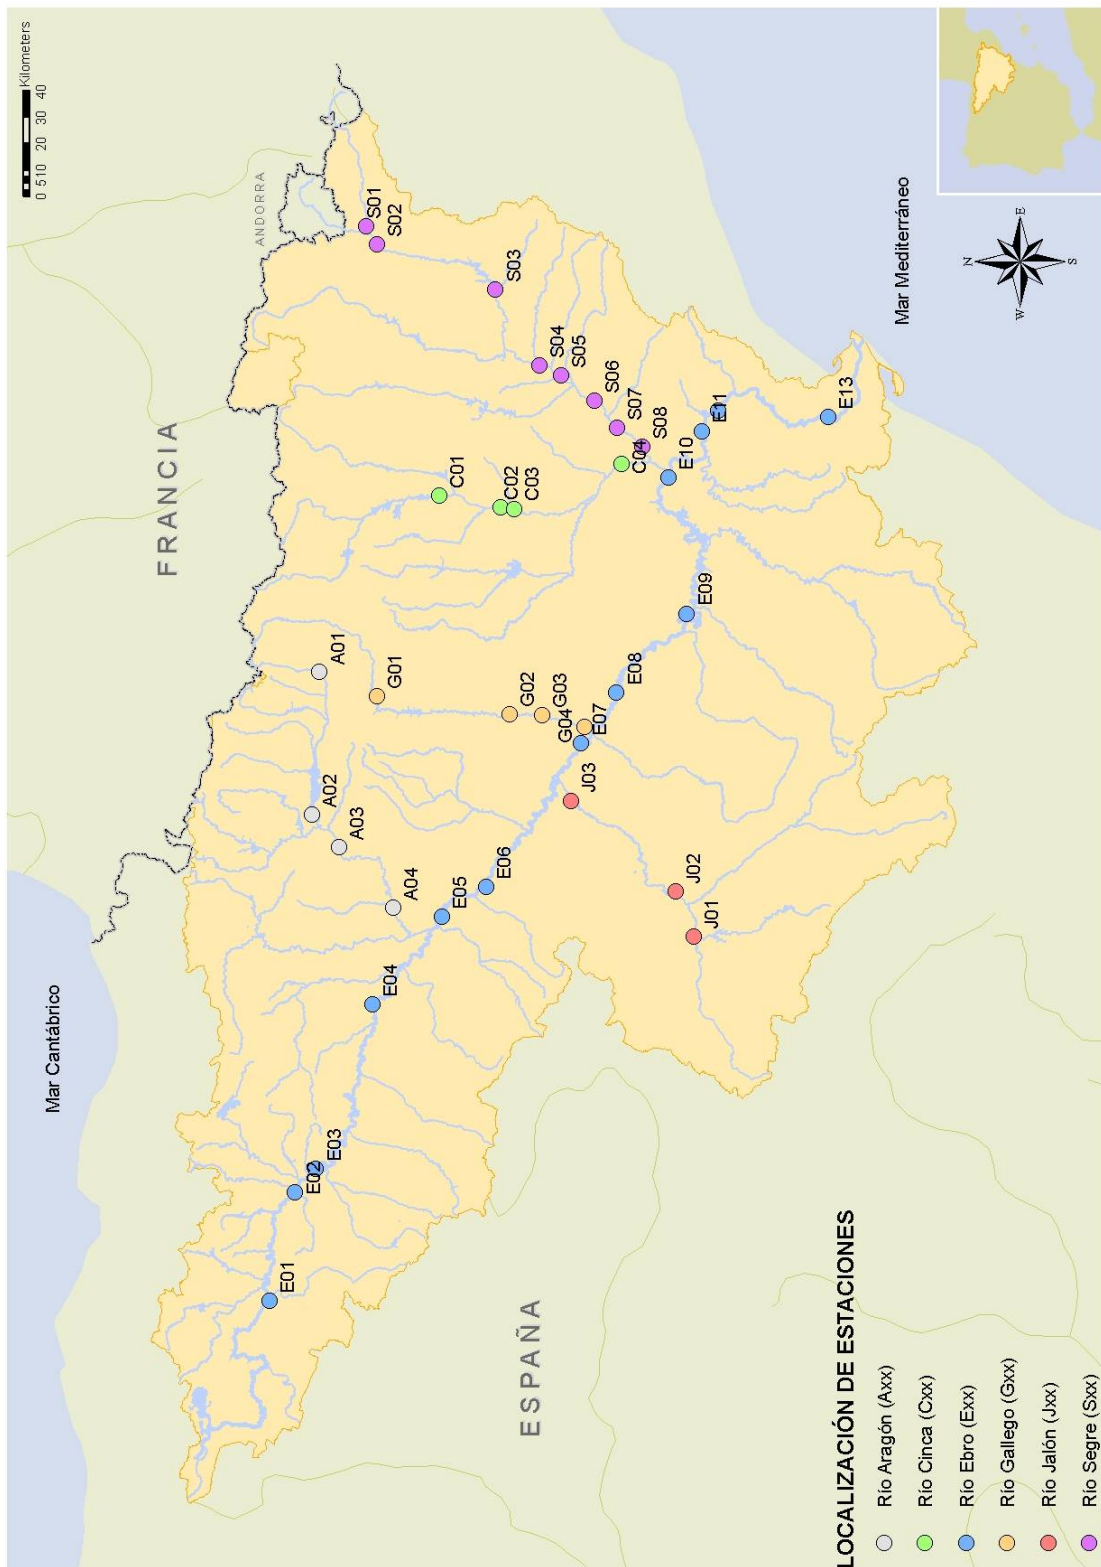 0 5 10 20 30 40
Kilometers
Mar Cantábrico
FRANCIA
ANDORRA
ESPAÑA
Mar Mediterráneo
S01
S02
S03
S04
S05
S06
S07
S08
C01
C02
C03
C04
A01
A02
A03
A04
G01
G02
G03
G04
J01
J02
J03
E01
E02
E03
E04
E05
E06
E07
E08
E09
E10
E11
E13
N
E
S
W
LOCALIZACIÓN DE ESTACIONES
Río Aragón (Axx)
Río Cinca (Cxx)
Río Ebro (Exx)
Río Gallego (Gxx)
Río Jalón (Jxx)
Río Segre (Sxx)